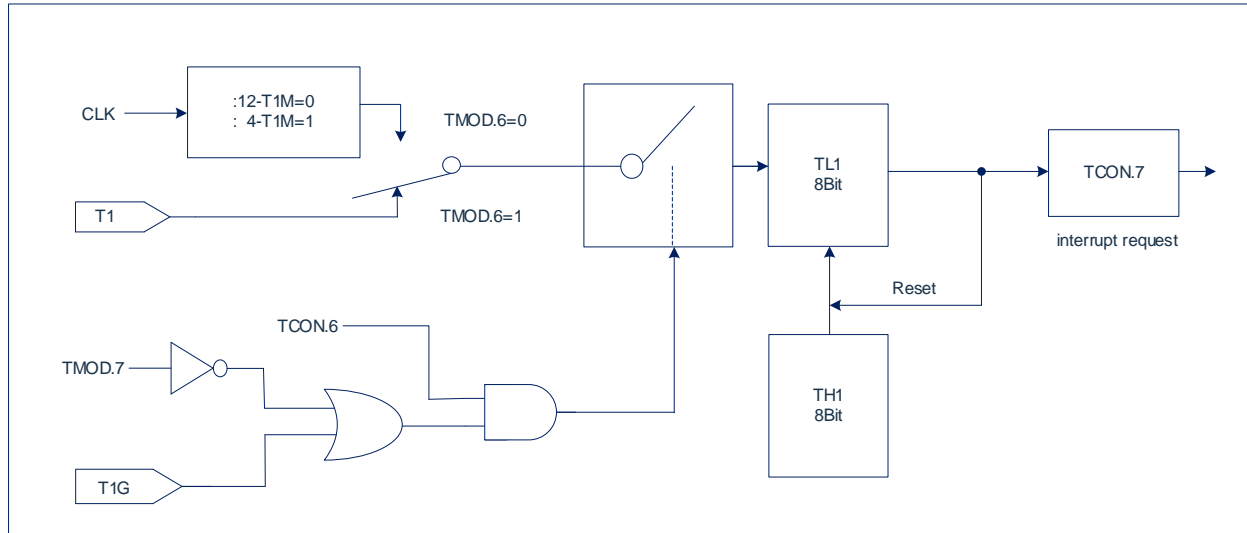 :12-T1M=0
: 4-T1M=1
CLK
TMOD.6=0
T1
TMOD.6=1
TL1
8Bit
TCON.7
interrupt request
Reset
TCON.6
TMOD.7
TH1
8Bit
T1G